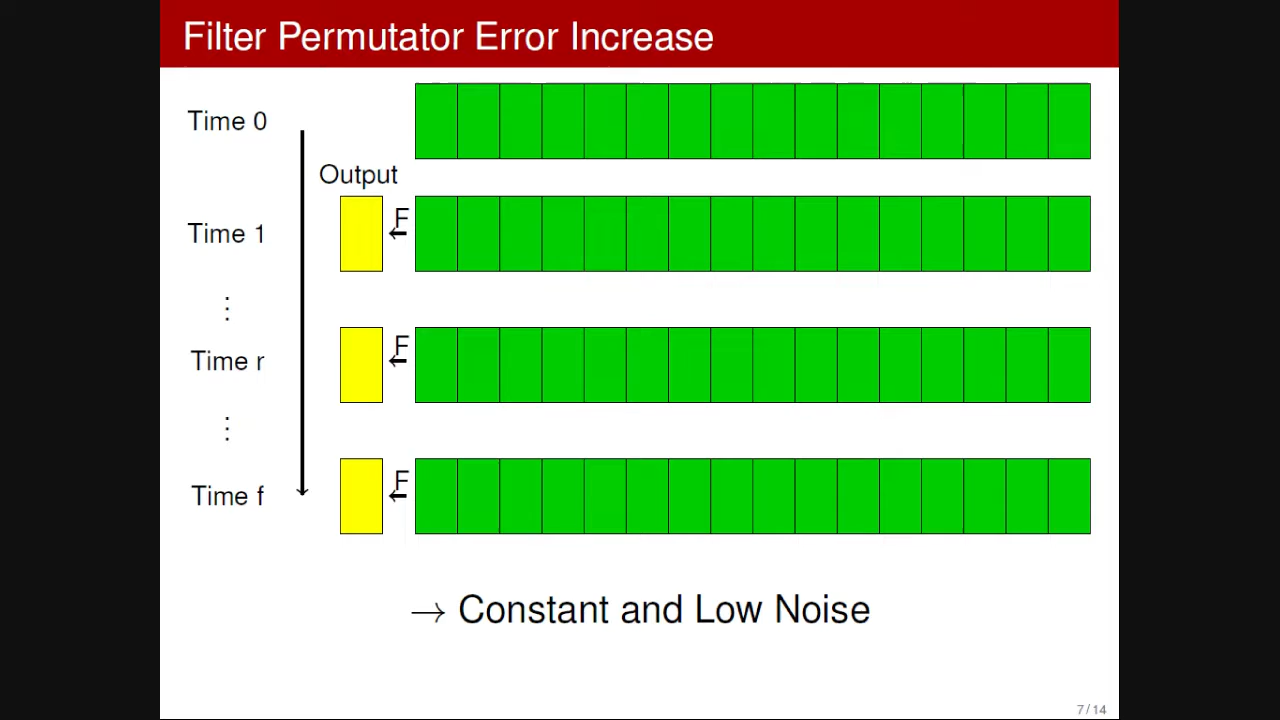 Filter Permutator Error Increase
Time 0
Output
Time 1
F
⋮
Time r
F
⋮
Time f
F
→ Constant and Low Noise
7 / 14